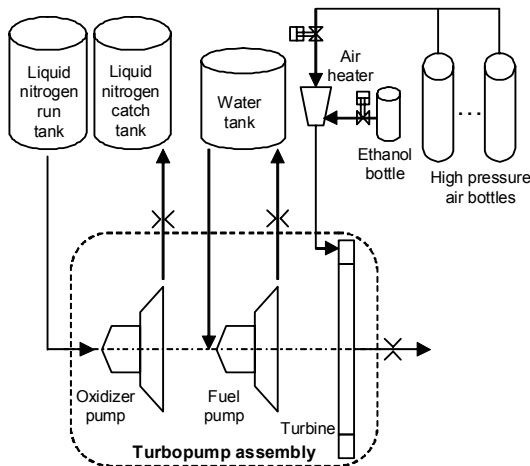 Liquid
nitrogen
run
tank
Liquid
nitrogen
catch
tank
Water
tank
Air
heater
Ethanol
bottle
High pressure
air bottles
Oxidizer
pump
Fuel
pump
Turbine
Turbopump assembly